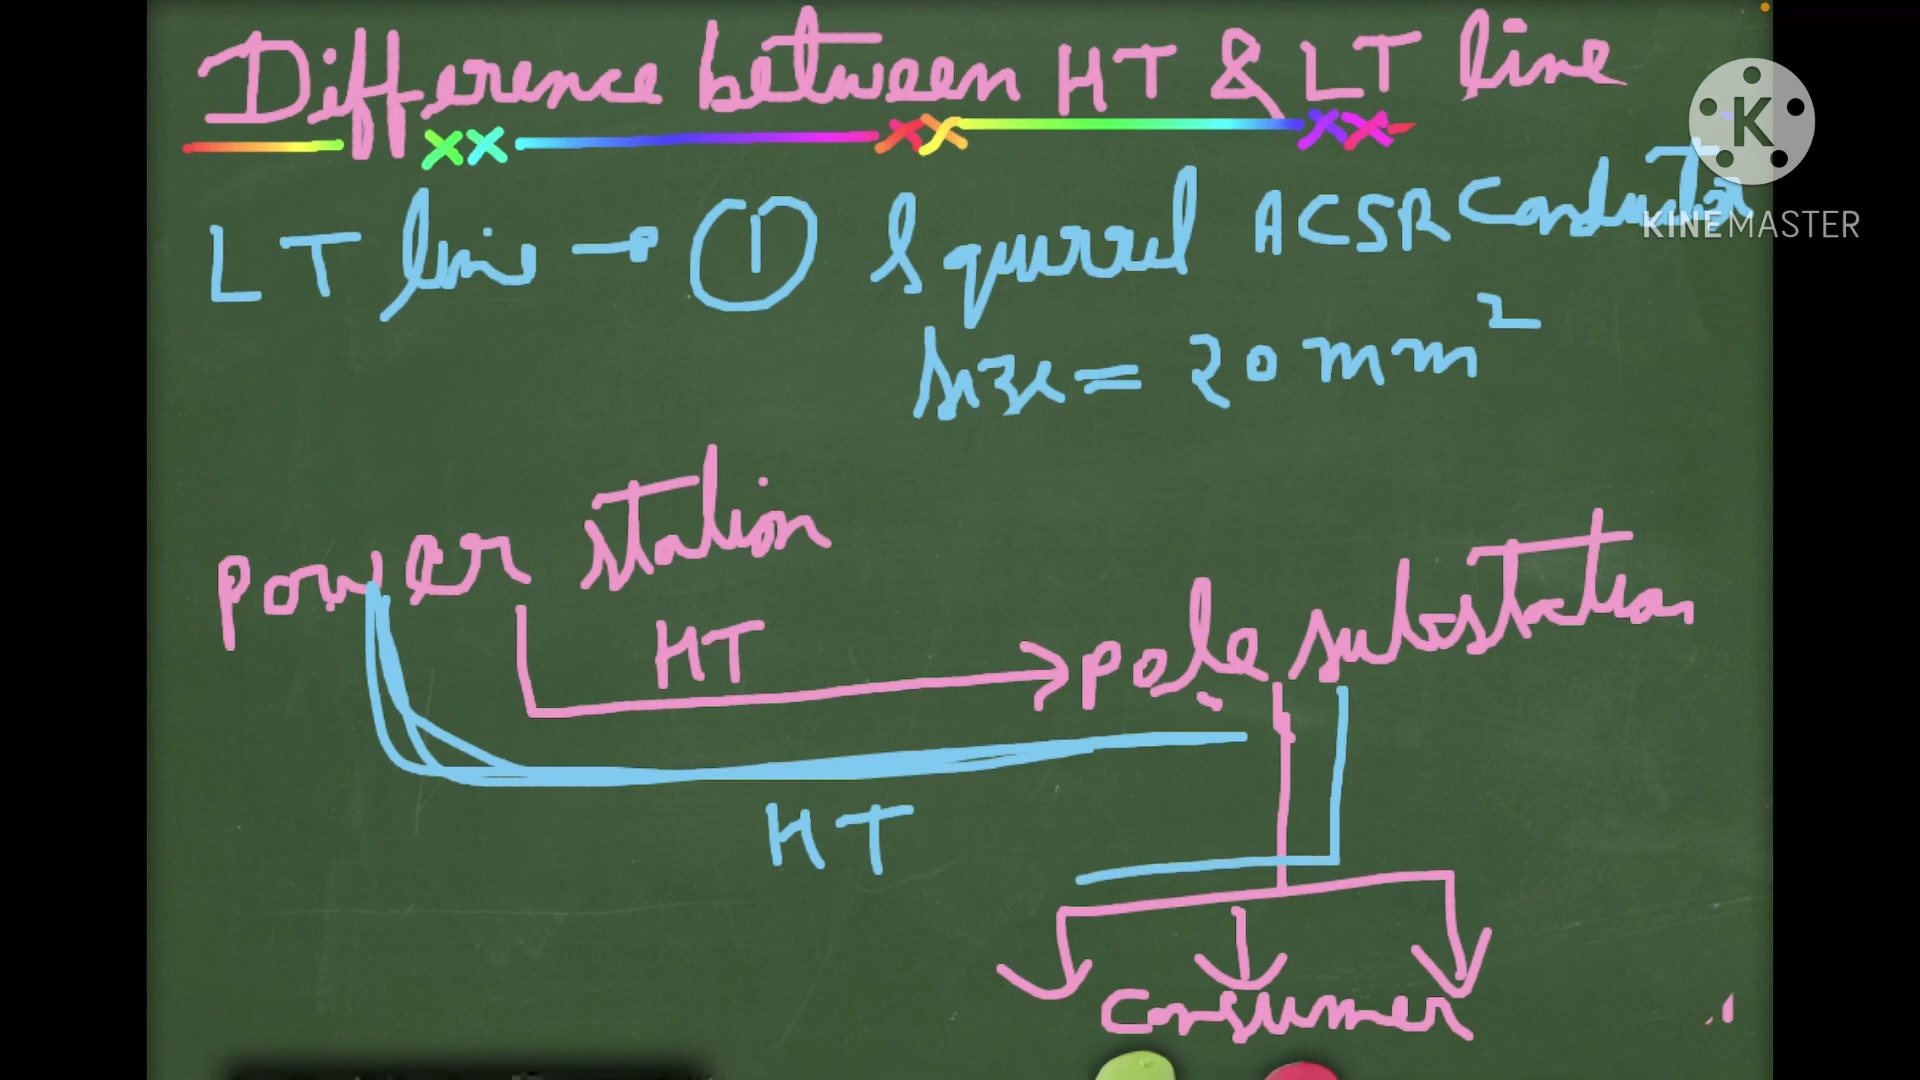 Difference between HT & LT line
K
KINEMASTER
LT line → ① Squirrel ACSR Conductor
size = 20 mm²
Power station
HT
Pole substation
HT
Consumer